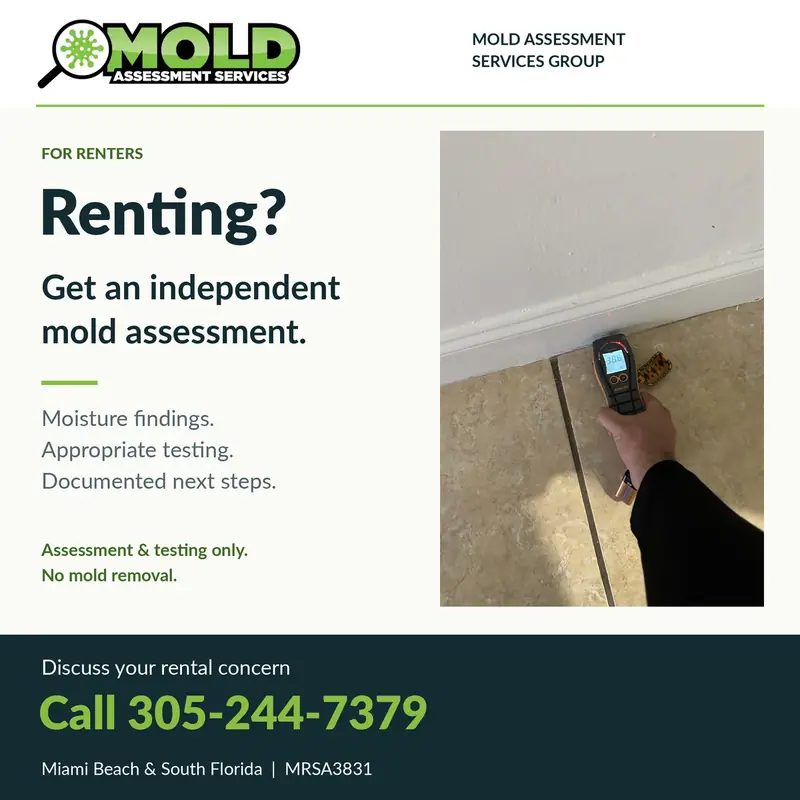 MOLD
ASSESSMENT SERVICES
MOLD ASSESSMENT
SERVICES GROUP
FOR RENTERS
Renting?
Get an independent
mold assessment.
Moisture findings.
Appropriate testing.
Documented next steps.
Assessment & testing only.
No mold removal.
Discuss your rental concern
Call 305-244-7379
Miami Beach & South Florida | MRSA3831